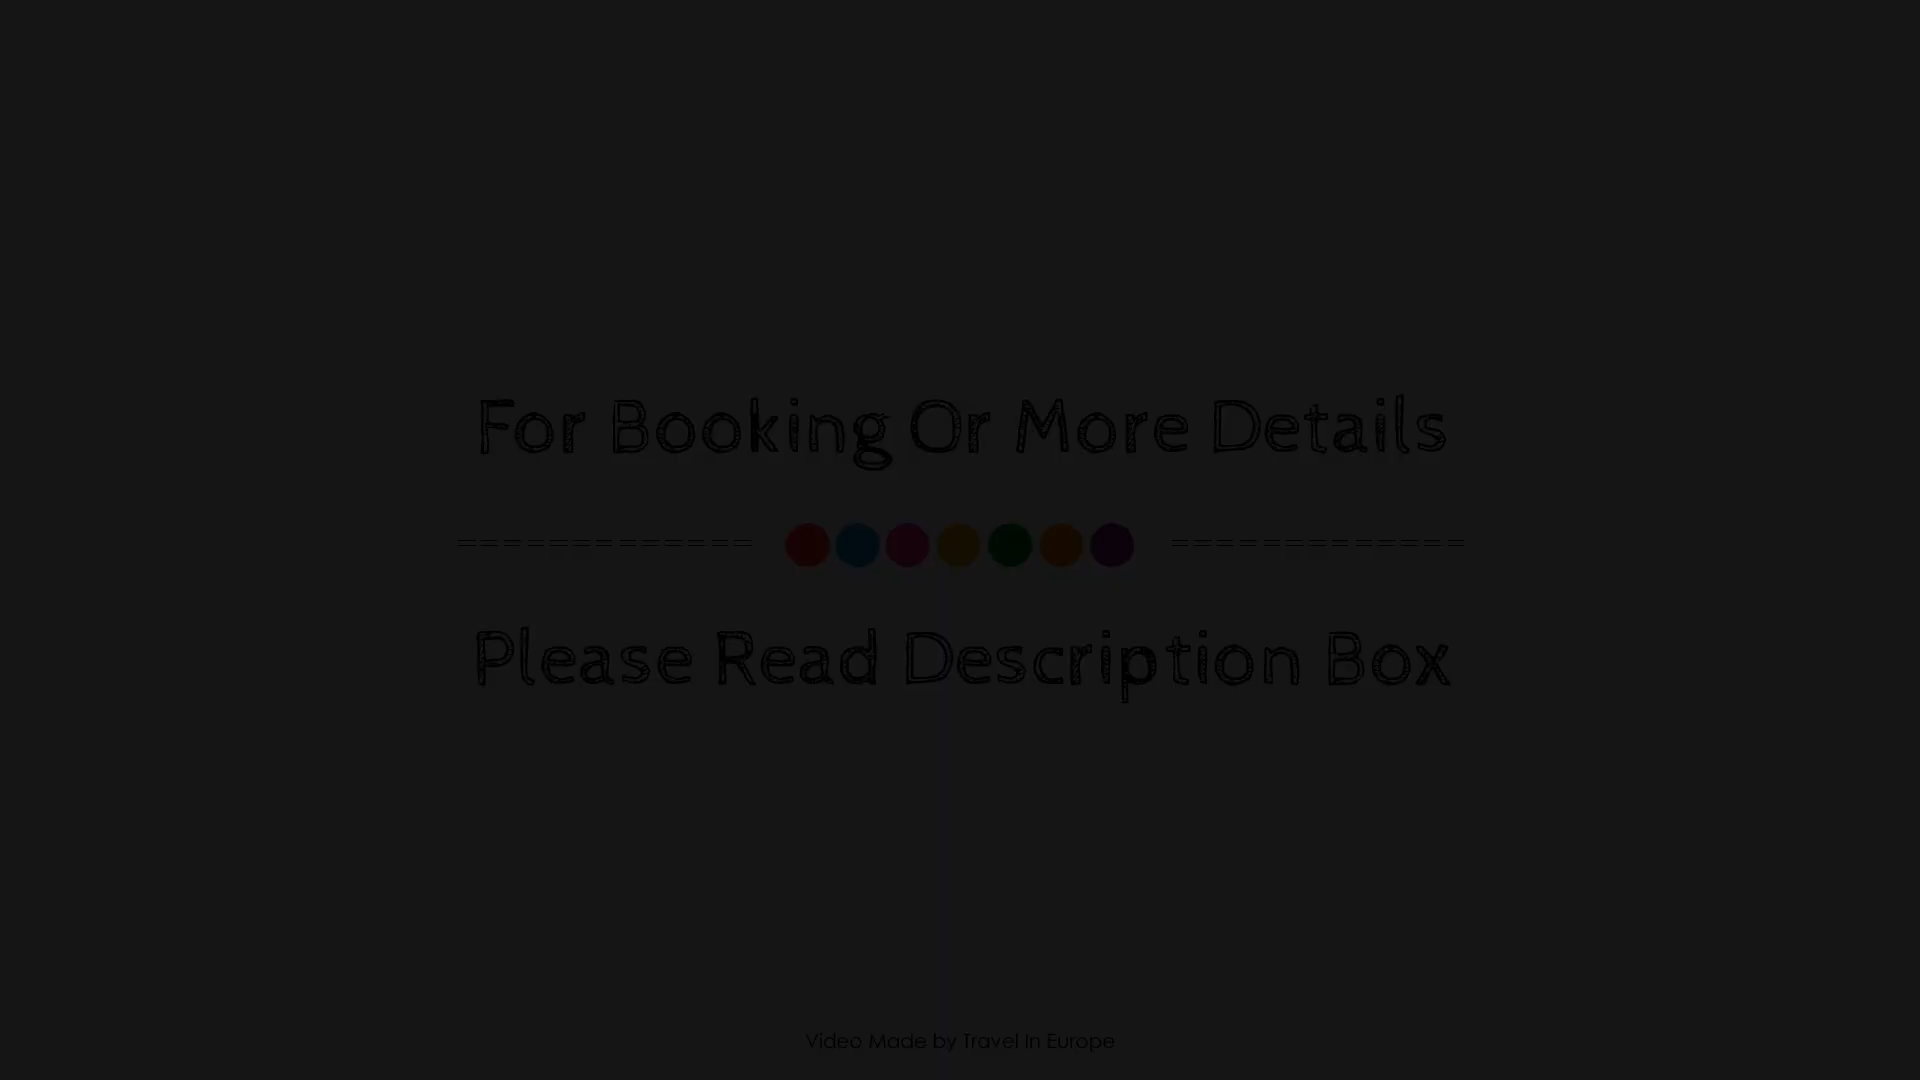 For Booking Or More Details
============= =============
Please Read Description Box
Video Made by Travel In Europe